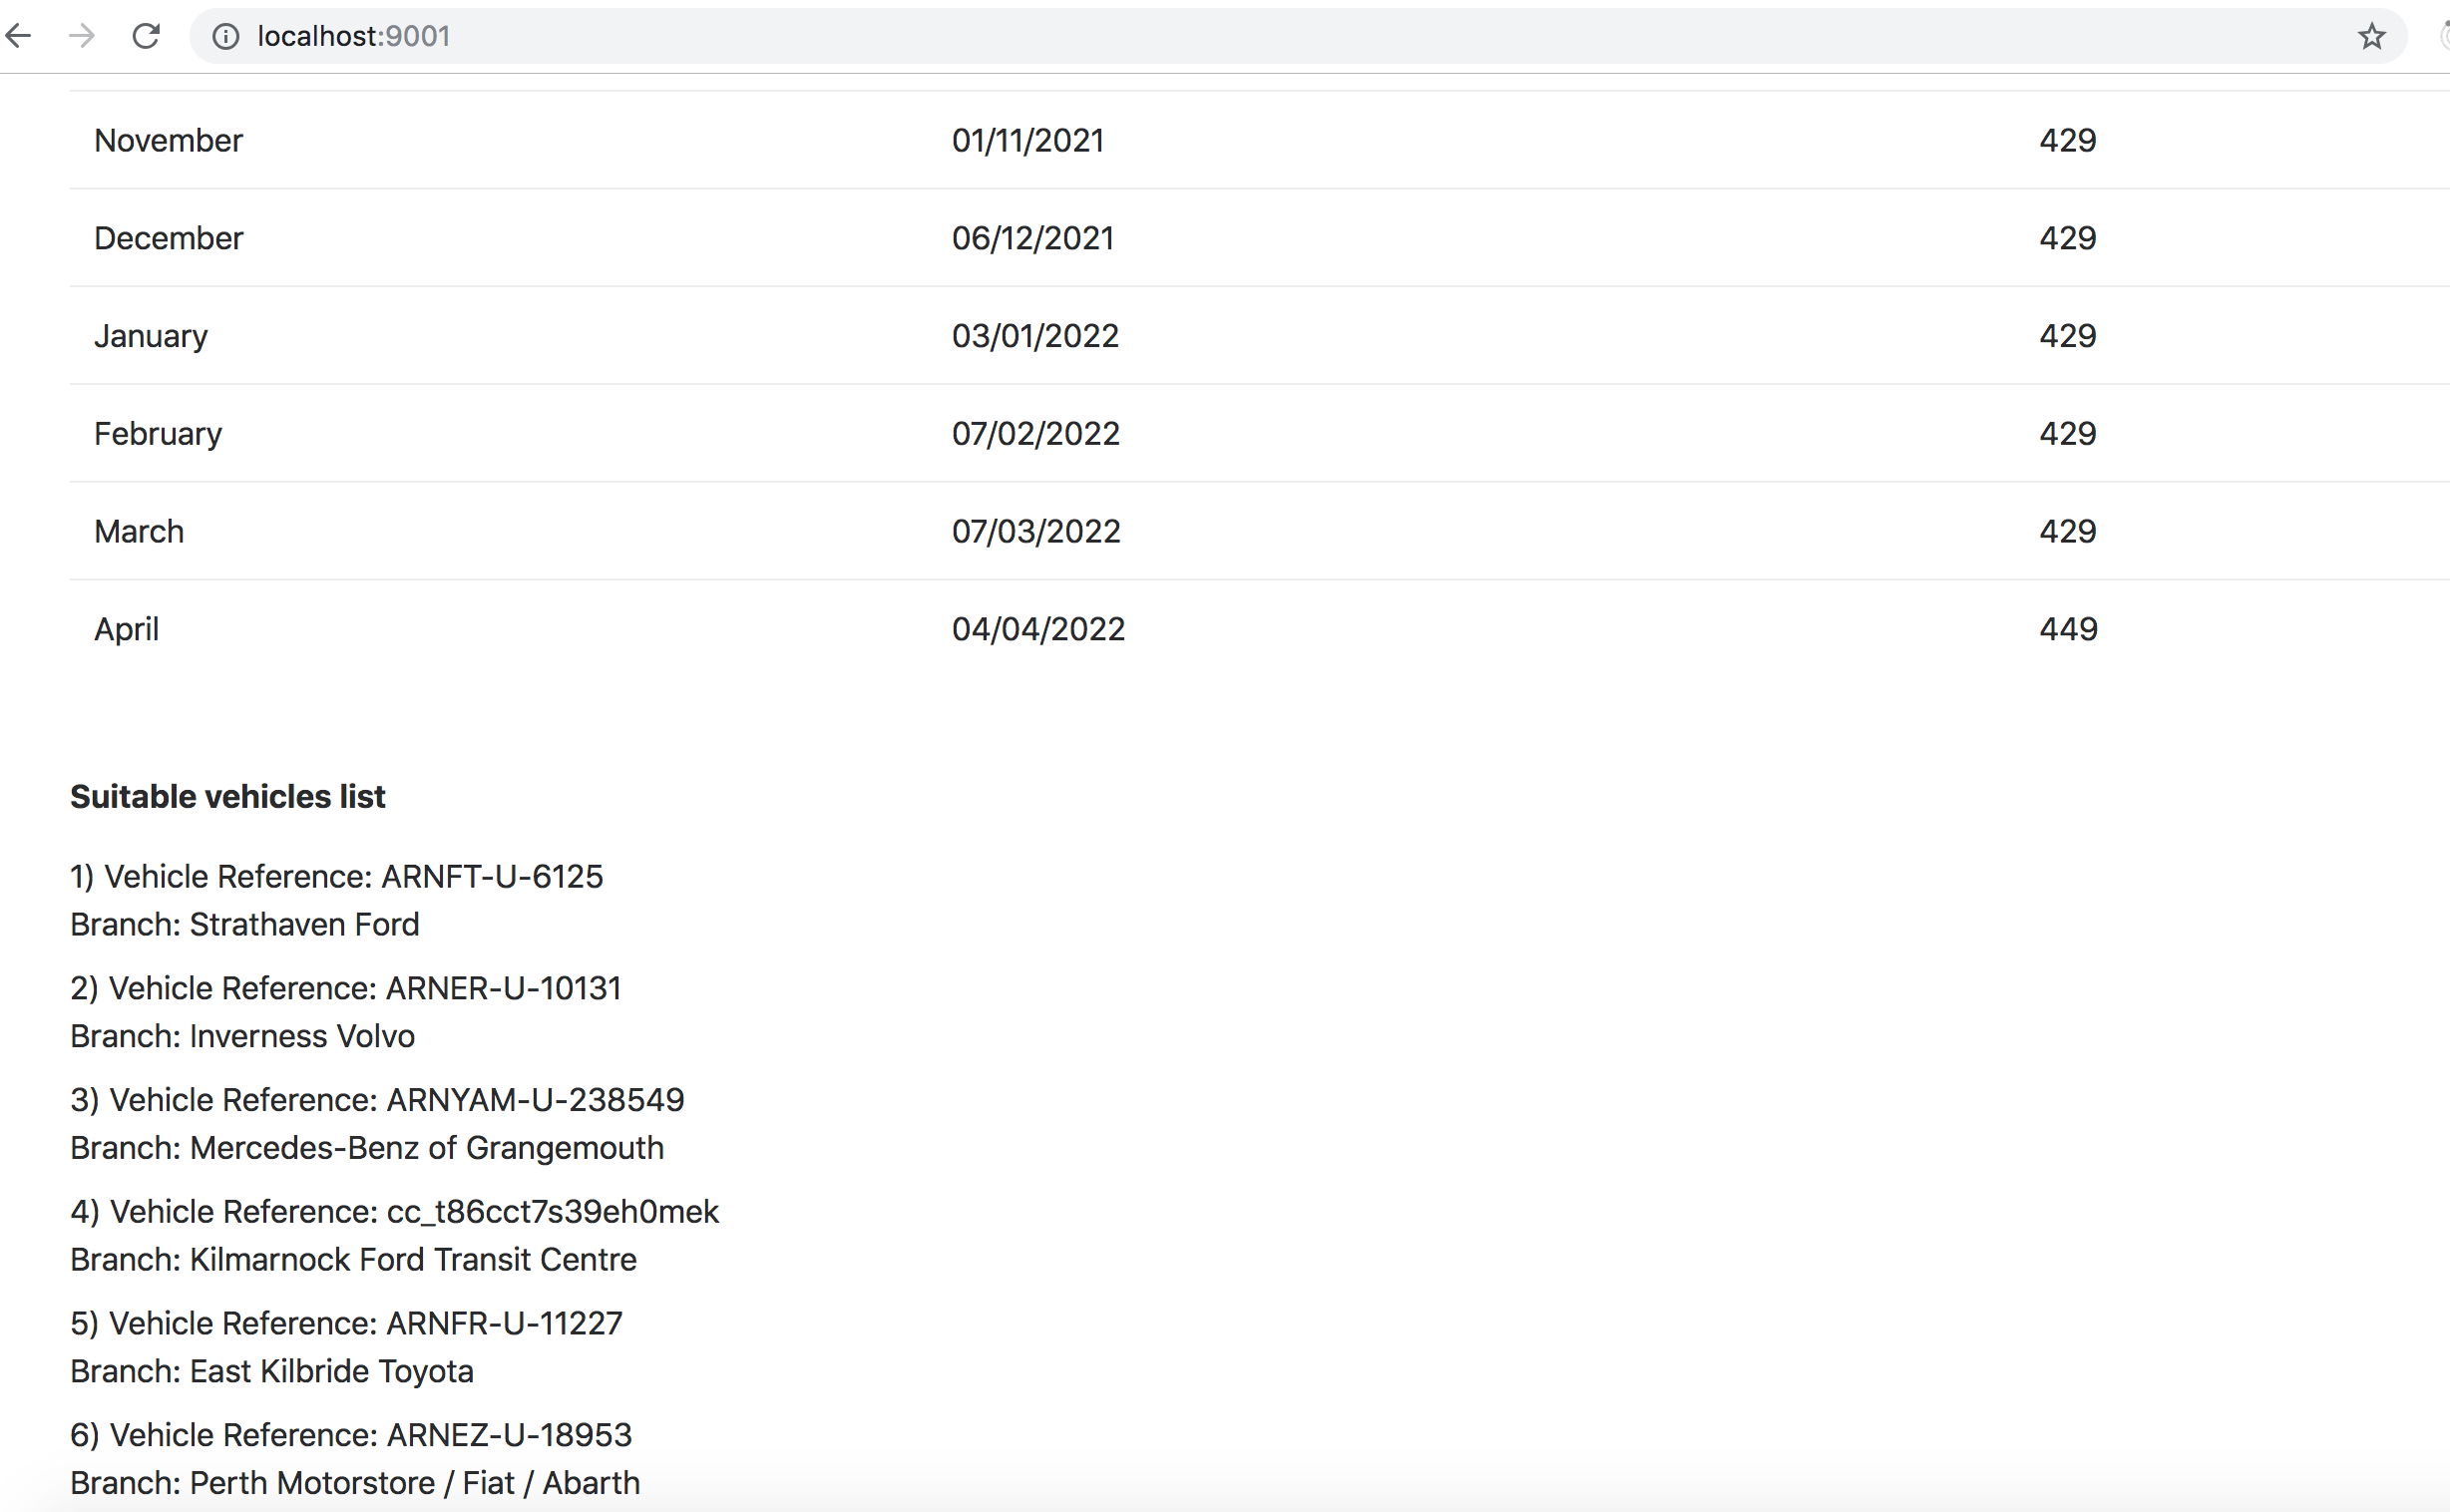 localhost:9001
November 01/11/2021 429
December 06/12/2021 429
January 03/01/2022 429
February 07/02/2022 429
March 07/03/2022 429
April 04/04/2022 449
Suitable vehicles list
1) Vehicle Reference: ARNFT-U-6125
Branch: Strathaven Ford
2) Vehicle Reference: ARNER-U-10131
Branch: Inverness Volvo
3) Vehicle Reference: ARNYAM-U-238549
Branch: Mercedes-Benz of Grangemouth
4) Vehicle Reference: cc_t86cct7s39eh0mek
Branch: Kilmarnock Ford Transit Centre
5) Vehicle Reference: ARNFR-U-11227
Branch: East Kilbride Toyota
6) Vehicle Reference: ARNEZ-U-18953
Branch: Perth Motorstore / Fiat / Abarth